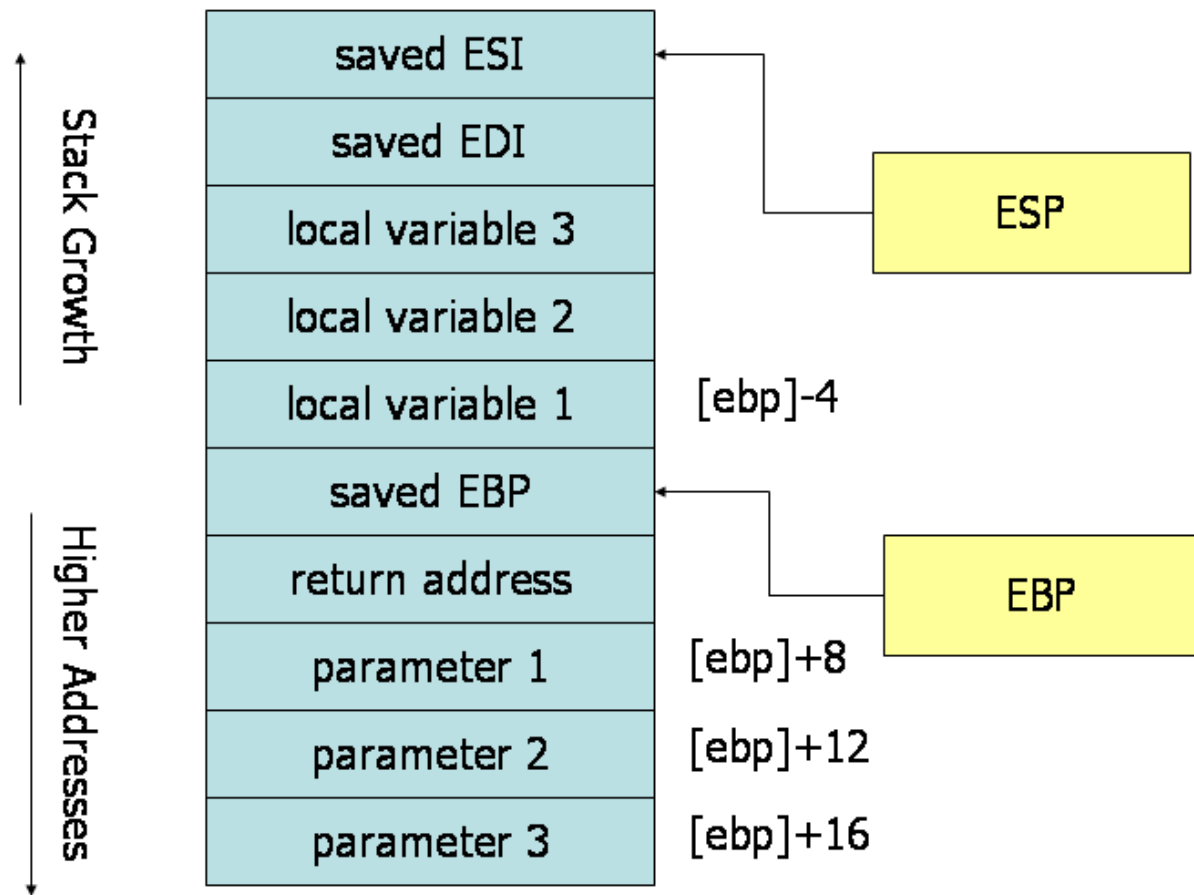 saved ESI
saved EDI
local variable 3
local variable 2
local variable 1
saved EBP
return address
parameter 1
parameter 2
parameter 3
[ebp]-4
[ebp]+8
[ebp]+12
[ebp]+16
ESP
EBP
Stack Growth
Higher Addresses